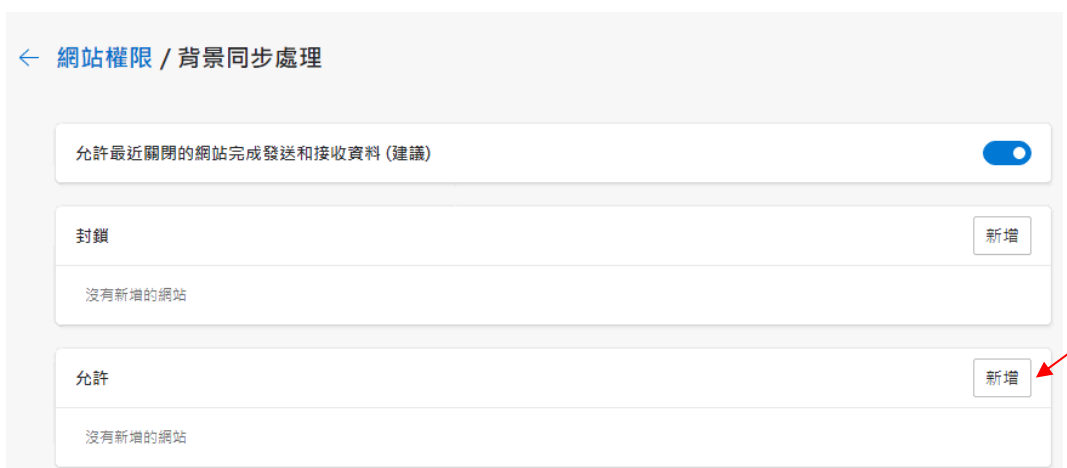 ← 網站權限 / 背景同步處理
允許最近關閉的網站完成發送和接收資料 (建議)
封鎖 新增
沒有新增的網站
允許 新增
沒有新增的網站